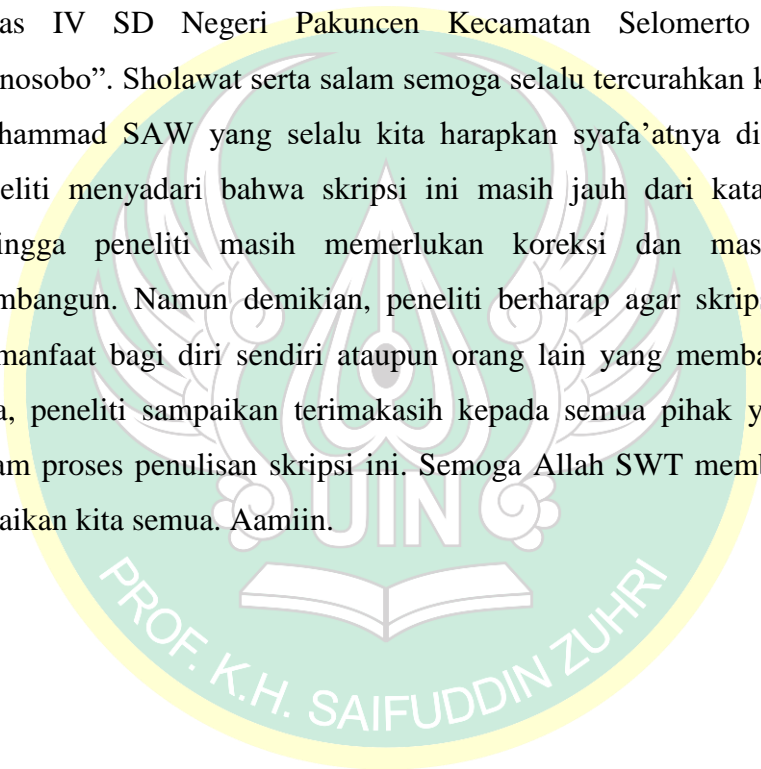 as IV SD Negeri Pakuncen Kecamatan Selomerto
nosobo”. Sholawat serta salam semoga selalu tercurahkan k
hammad SAW yang selalu kita harapkan syafa’atnya di
eliti menyadari bahwa skripsi ini masih jauh dari kata
ingga peneliti masih memerlukan koreksi dan mas
mbangun. Namun demikian, peneliti berharap agar skrips
manfaat bagi diri sendiri ataupun orang lain yang memba
a, peneliti sampaikan terimakasih kepada semua pihak y
am proses penulisan skripsi ini. Semoga Allah SWT memb
aikan kita semua. Aamiin.
UIN
PROF. K.H. SAIFUDDIN ZUHRI